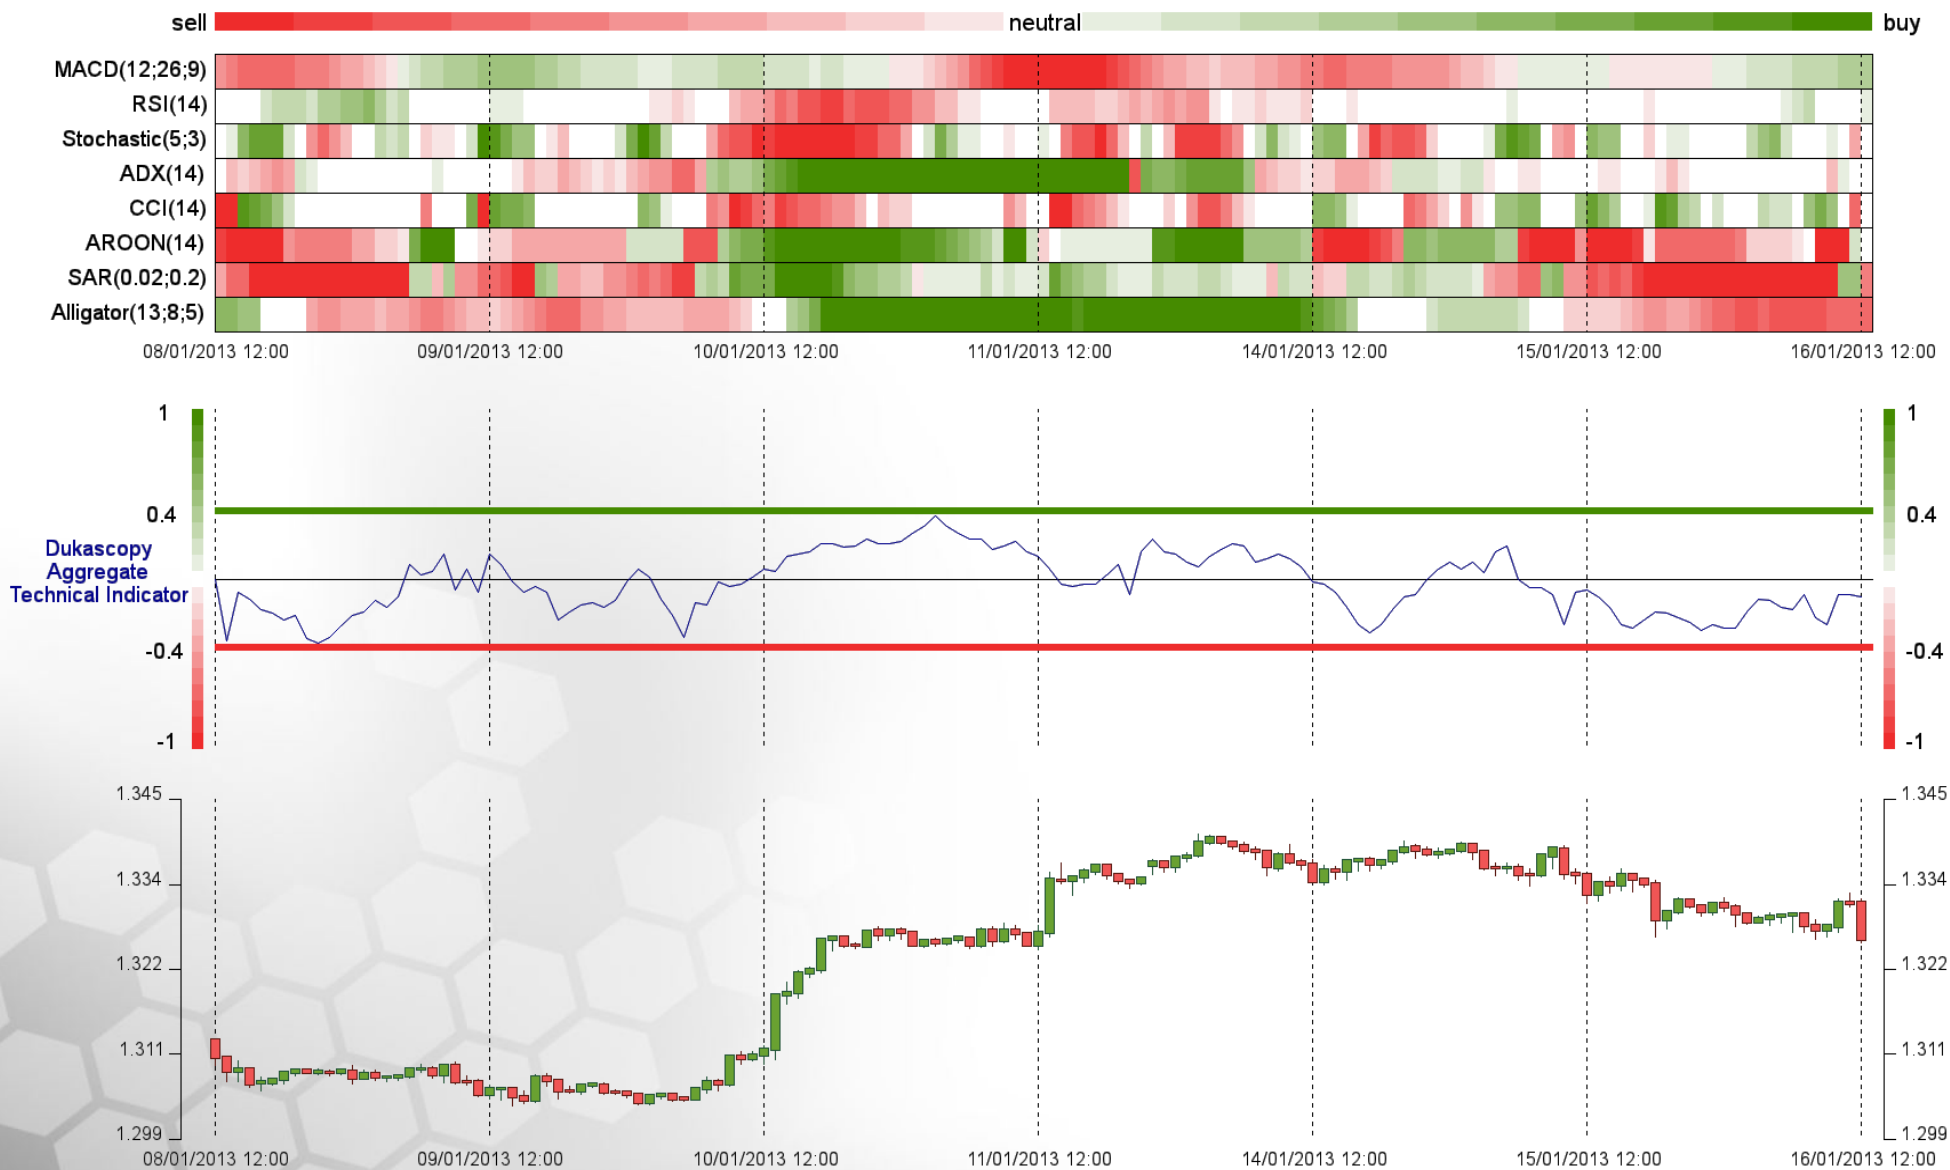 sell neutral buy
MACD(12;26;9)
RSI(14)
Stochastic(5;3)
ADX(14)
CCI(14)
AROON(14)
SAR(0.02;0.2)
Alligator(13;8;5)
08/01/2013 12:00 09/01/2013 12:00 10/01/2013 12:00 11/01/2013 12:00 14/01/2013 12:00 15/01/2013 12:00 16/01/2013 12:00
1 1
0.4 0.4
Dukascopy
Aggregate
Technical Indicator
-0.4 -0.4
-1 -1
1.345 1.345
1.334 1.334
1.322 1.322
1.311 1.311
1.299 1.299
08/01/2013 12:00 09/01/2013 12:00 10/01/2013 12:00 11/01/2013 12:00 14/01/2013 12:00 15/01/2013 12:00 16/01/2013 12:00